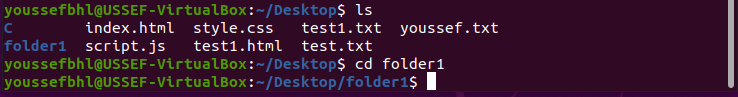 youssefbhl@USSEF-VirtualBox:~/Desktop$ ls
C        index.html  style.css   test1.txt  youssef.txt
folder1  script.js   test1.html  test.txt
youssefbhl@USSEF-VirtualBox:~/Desktop$ cd folder1
youssefbhl@USSEF-VirtualBox:~/Desktop/folder1$